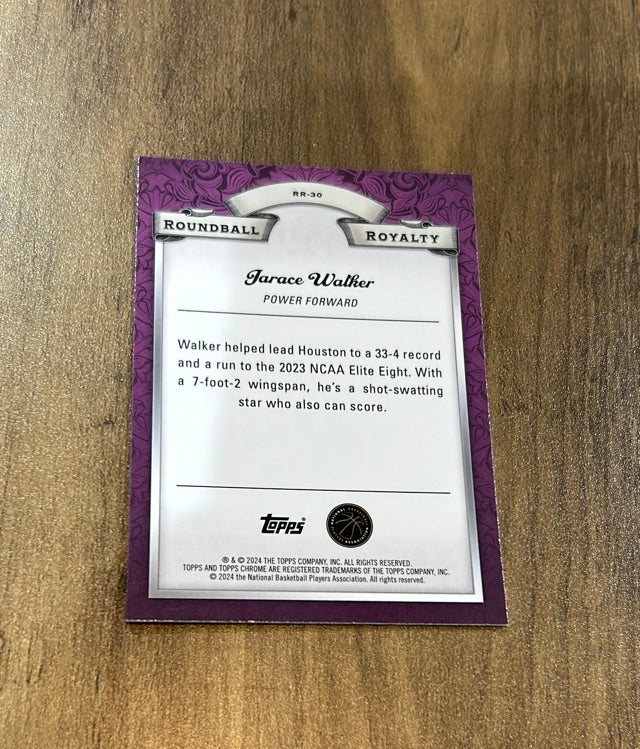 RR-30
ROUNDBALL ROYALTY
Jarace Walker
POWER FORWARD
Walker helped lead Houston to a 33-4 record
and a run to the 2023 NCAA Elite Eight. With
a 7-foot-2 wingspan, he's a shot-swatting
star who also can score.
Topps®
® & © 2024 THE TOPPS COMPANY, INC. ALL RIGHTS RESERVED.
TOPPS AND TOPPS CHROME ARE REGISTERED TRADEMARKS OF THE TOPPS COMPANY, INC.
© 2024 the National Basketball Players Association. All rights reserved.